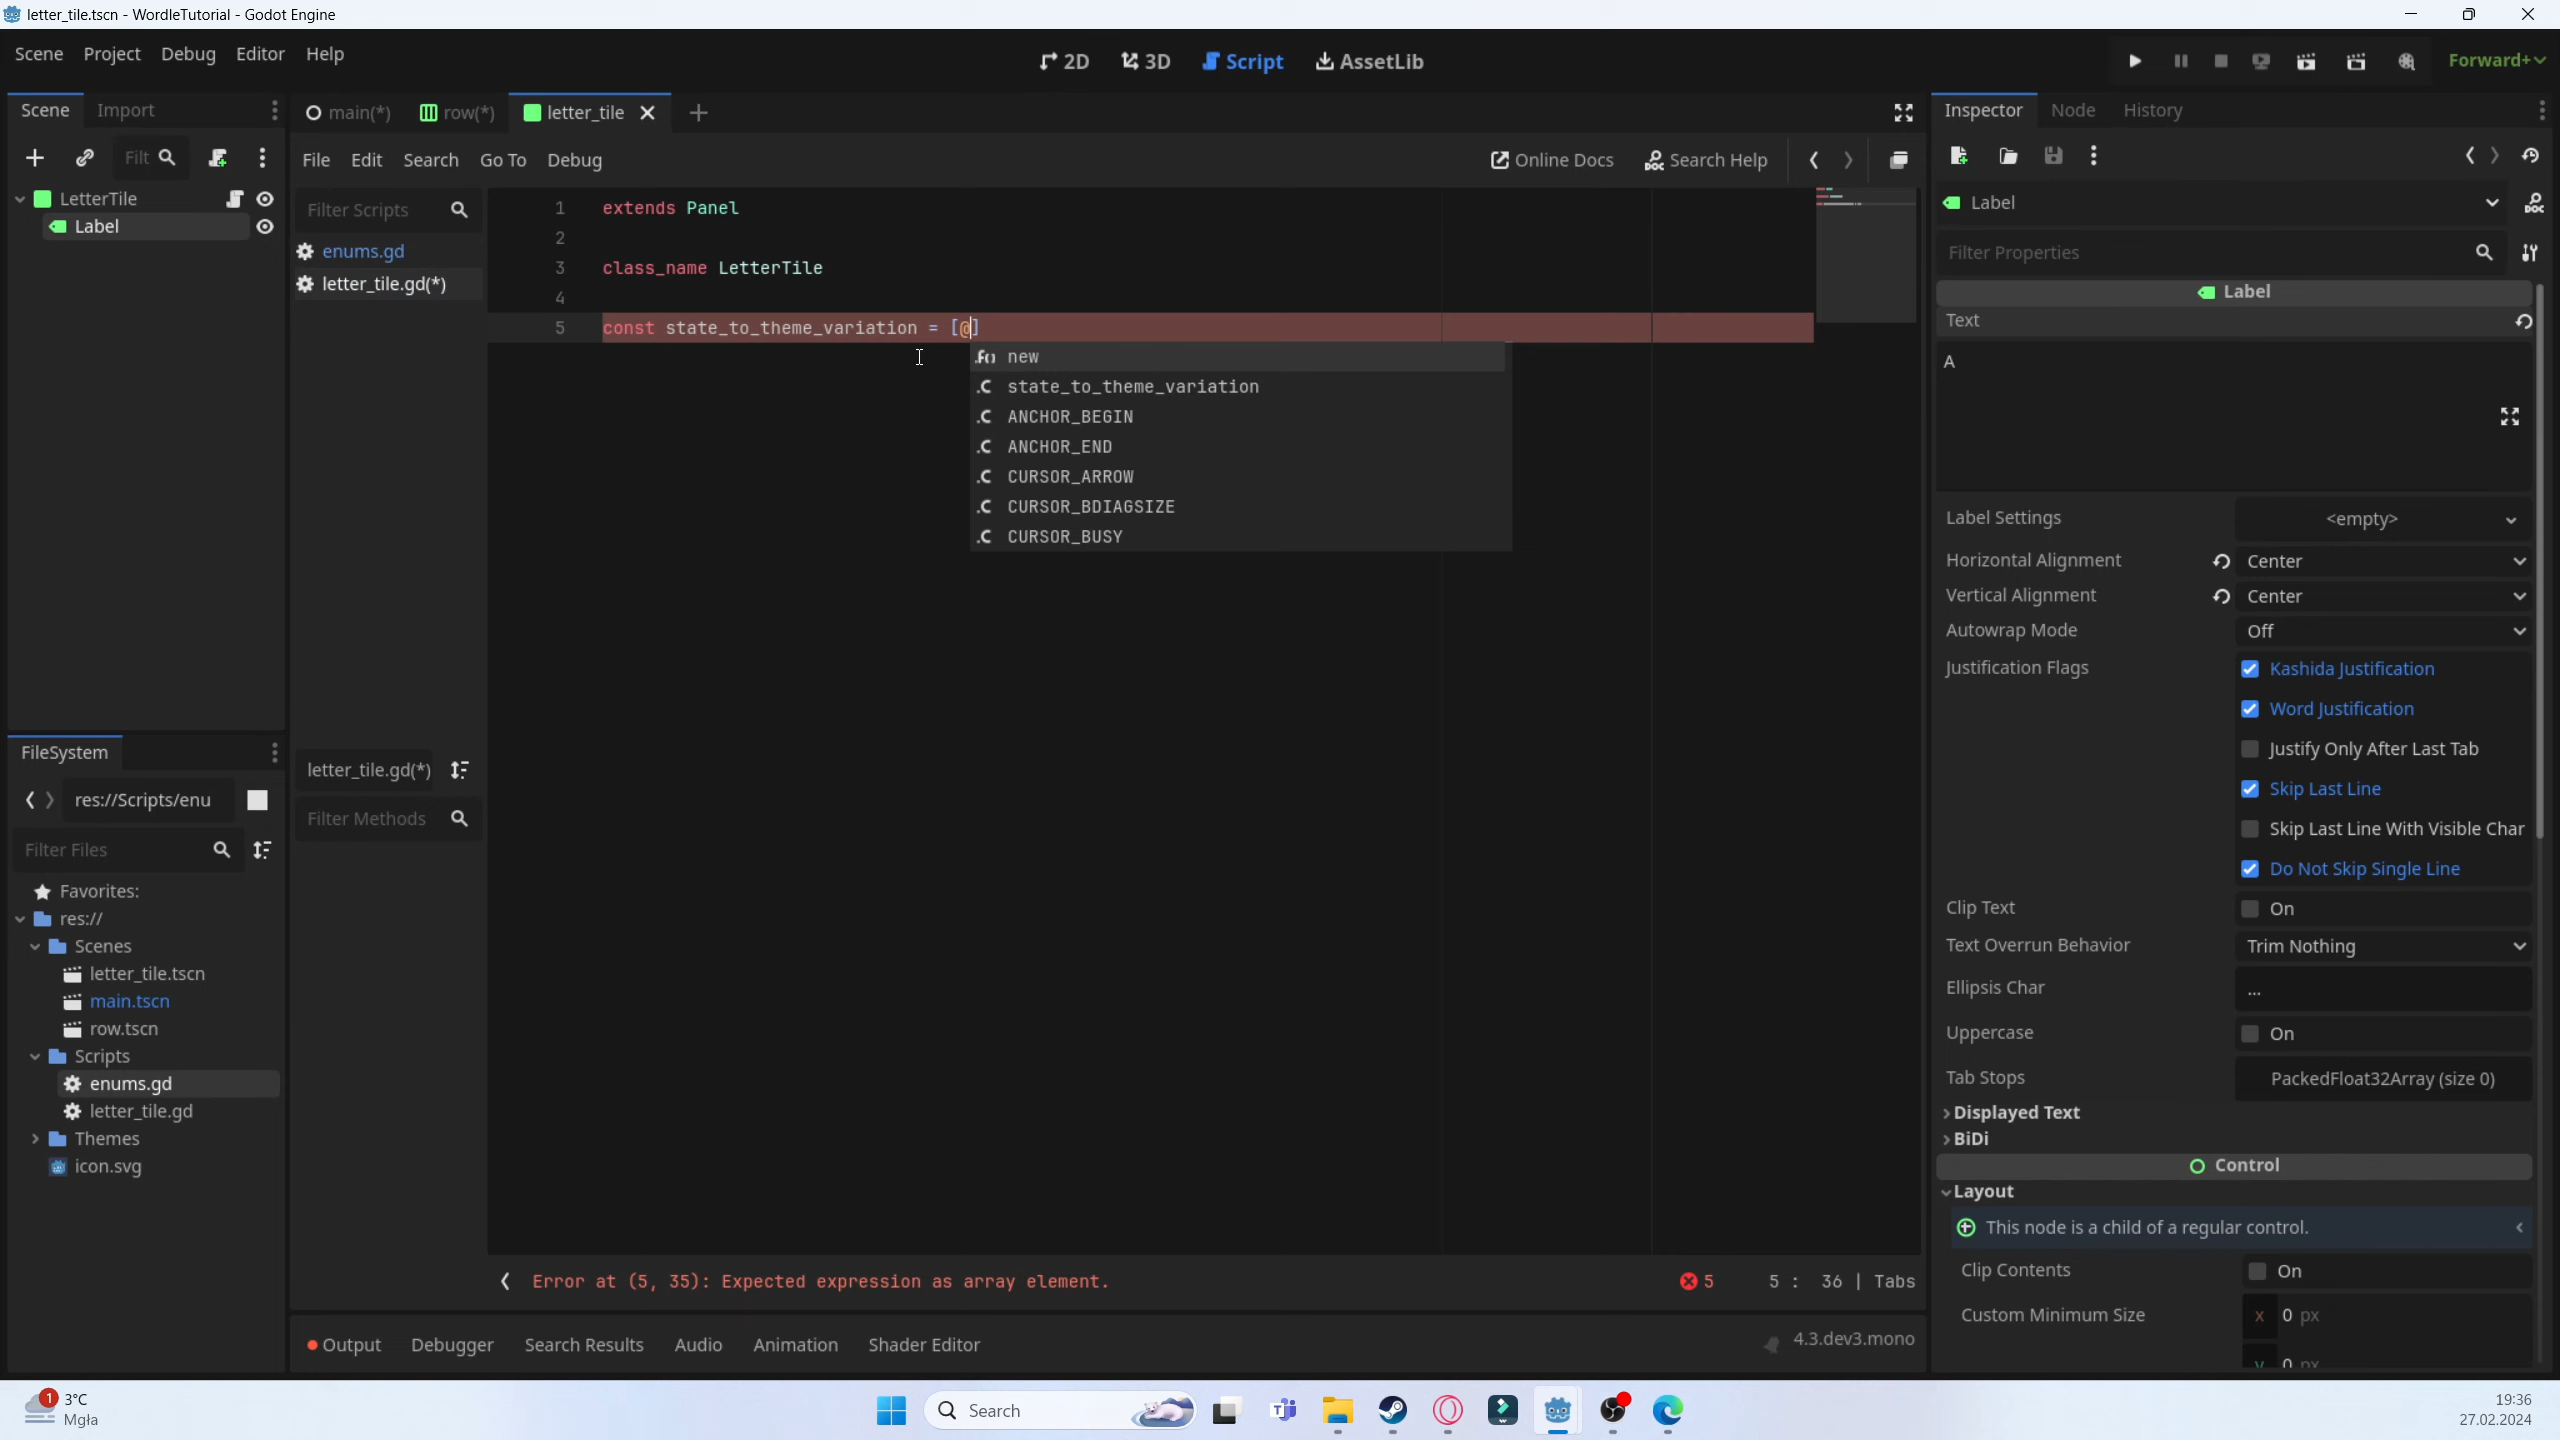 letter_tile.tscn - WordleTutorial - Godot Engine
Scene Project Debug Editor Help
2D 3D Script AssetLib
Forward+
Scene Import
main(*) row(*) letter_tile
Inspector Node History
Filt
File Edit Search Go To Debug
Online Docs Search Help
LetterTile
Label
Filter Scripts
enums.gd
letter_tile.gd(*)
1 extends Panel
2
3 class_name LetterTile
4
5 const state_to_theme_variation = [@]
new
state_to_theme_variation
ANCHOR_BEGIN
ANCHOR_END
CURSOR_ARROW
CURSOR_BDIAGSIZE
CURSOR_BUSY
letter_tile.gd(*)
Filter Methods
Error at (5, 35): Expected expression as array element.
5 5 : 36 | Tabs
Output Debugger Search Results Audio Animation Shader Editor
4.3.dev3.mono
FileSystem
res://Scripts/enu
Filter Files
Favorites:
res://
Scenes
letter_tile.tscn
main.tscn
row.tscn
Scripts
enums.gd
letter_tile.gd
Themes
icon.svg
Label
Filter Properties
Label
Text
A
Label Settings <empty>
Horizontal Alignment Center
Vertical Alignment Center
Autowrap Mode Off
Justification Flags Kashida Justification
Word Justification
Justify Only After Last Tab
Skip Last Line
Skip Last Line With Visible Char
Do Not Skip Single Line
Clip Text On
Text Overrun Behavior Trim Nothing
Ellipsis Char ...
Uppercase On
Tab Stops PackedFloat32Array (size 0)
Displayed Text
BiDi
Control
Layout
This node is a child of a regular control.
Clip Contents On
Custom Minimum Size x 0 px
y 0 px
1 3°C
Mgła
Search
19:36
27.02.2024